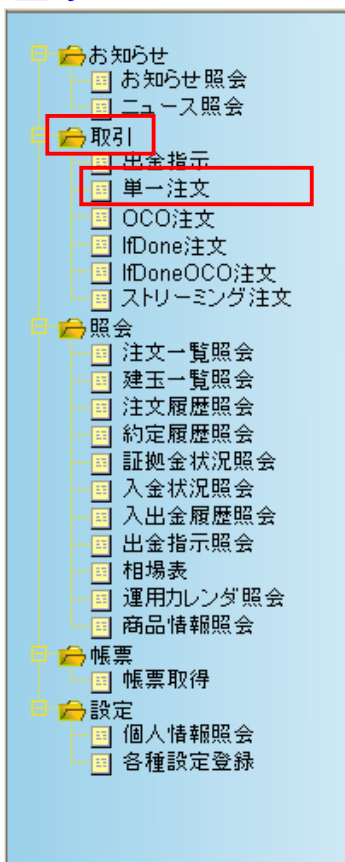 お知らせ
お知らせ照会
ニュース照会
取引
出金指示
単一注文
OCO注文
IfDone注文
IfDoneOCO注文
ストリーミング注文
照会
注文一覧照会
建玉一覧照会
注文履歴照会
約定履歴照会
証拠金状況照会
入金状況照会
入出金履歴照会
出金指示照会
相場表
運用カレンダ照会
商品情報照会
帳票
帳票取得
設定
個人情報照会
各種設定登録